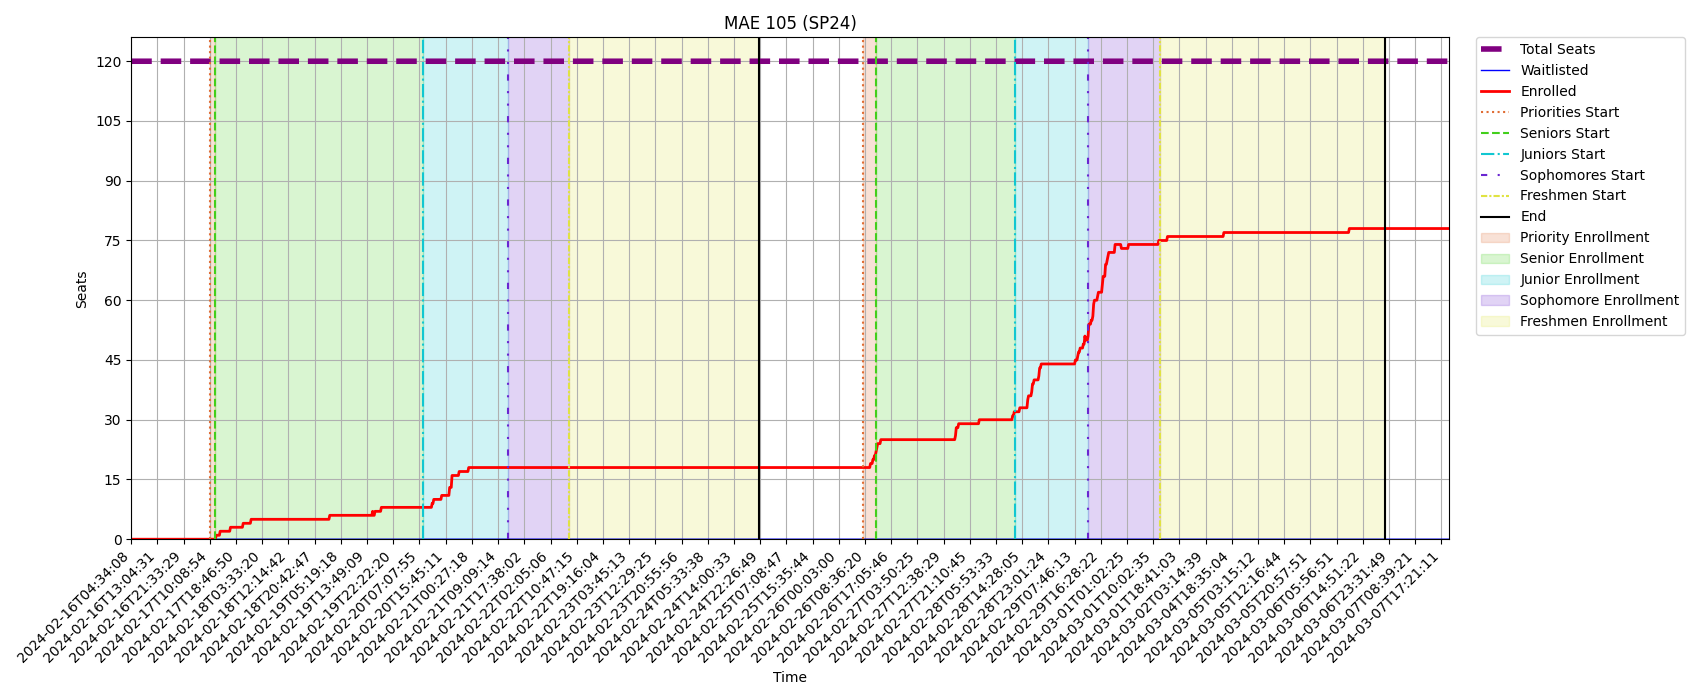 MAE 105 (SP24)
Total Seats
Waitlisted
Enrolled
Priorities Start
Seniors Start
Juniors Start
Sophomores Start
Freshmen Start
End
Priority Enrollment
Senior Enrollment
Junior Enrollment
Sophomore Enrollment
Freshmen Enrollment
Seats
120
105
90
75
60
45
30
15
0
2024-02-16T04:34:08
2024-02-16T13:04:31
2024-02-16T21:33:29
2024-02-17T10:08:54
2024-02-17T18:46:50
2024-02-18T03:33:20
2024-02-18T12:14:42
2024-02-18T20:42:47
2024-02-19T05:19:18
2024-02-19T13:49:09
2024-02-19T22:22:20
2024-02-20T07:07:55
2024-02-20T15:45:11
2024-02-21T00:27:18
2024-02-21T09:09:14
2024-02-21T17:38:02
2024-02-22T02:05:06
2024-02-22T10:47:15
2024-02-22T19:16:04
2024-02-23T03:45:13
2024-02-23T12:29:25
2024-02-23T20:55:56
2024-02-24T05:33:38
2024-02-24T14:00:33
2024-02-24T22:26:49
2024-02-25T07:08:47
2024-02-25T15:35:44
2024-02-26T00:03:00
2024-02-26T08:36:20
2024-02-26T17:05:46
2024-02-27T03:50:25
2024-02-27T12:38:29
2024-02-27T21:10:45
2024-02-28T05:53:33
2024-02-28T14:28:05
2024-02-28T23:01:24
2024-02-29T07:46:13
2024-02-29T16:28:22
2024-03-01T01:02:25
2024-03-01T10:02:35
2024-03-01T18:41:03
2024-03-02T03:14:39
2024-03-04T18:35:04
2024-03-05T03:15:12
2024-03-05T12:16:44
2024-03-05T20:57:51
2024-03-06T05:56:51
2024-03-06T14:51:22
2024-03-06T23:31:49
2024-03-07T08:39:21
2024-03-07T17:21:11
Time